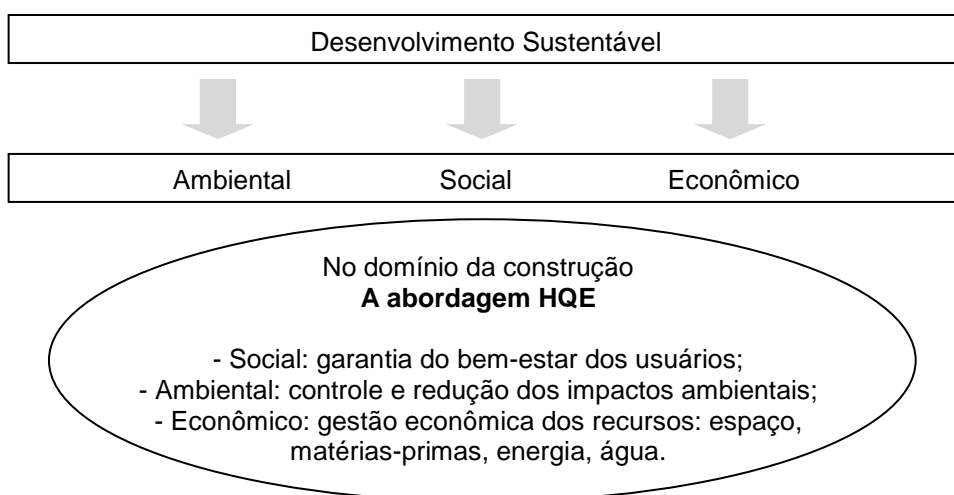 Desenvolvimento Sustentável
Ambiental Social Econômico
No domínio da construção
A abordagem HQE
- Social: garantia do bem-estar dos usuários;
- Ambiental: controle e redução dos impactos ambientais;
- Econômico: gestão econômica dos recursos: espaço,
matérias-primas, energia, água.